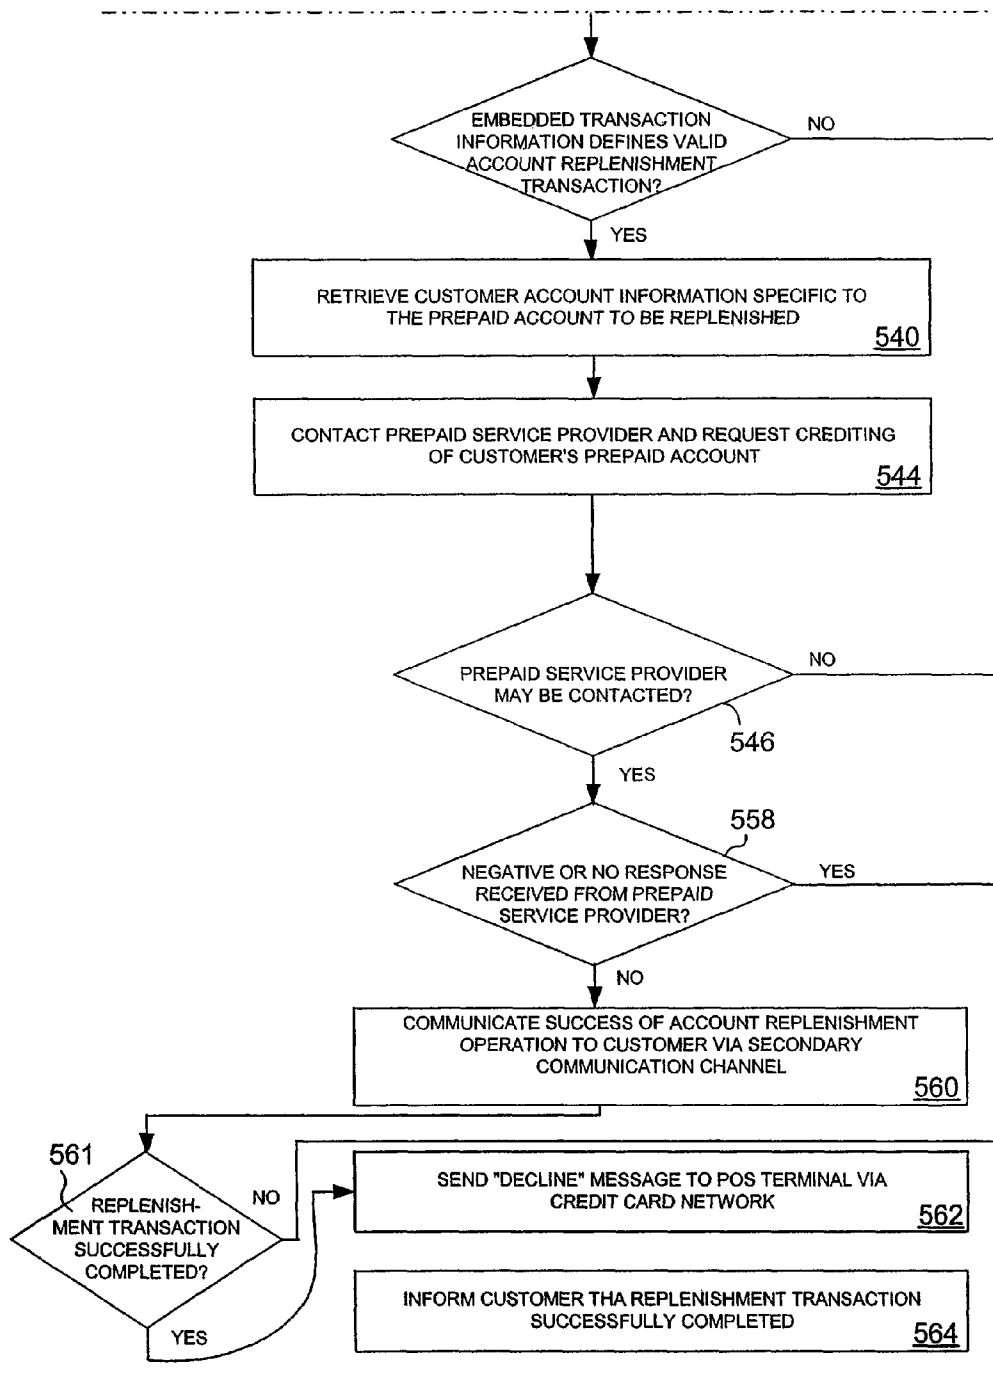 EMBEDDED TRANSACTION
INFORMATION DEFINES VALID
ACCOUNT REPLENISHMENT
TRANSACTION?
NO
YES
RETRIEVE CUSTOMER ACCOUNT INFORMATION SPECIFIC TO
THE PREPAID ACCOUNT TO BE REPLENISHED
540
CONTACT PREPAID SERVICE PROVIDER AND REQUEST CREDITING
OF CUSTOMER'S PREPAID ACCOUNT
544
PREPAID SERVICE PROVIDER
MAY BE CONTACTED?
NO
546
YES
558
NEGATIVE OR NO RESPONSE
RECEIVED FROM PREPAID
SERVICE PROVIDER?
YES
NO
COMMUNICATE SUCCESS OF ACCOUNT REPLENISHMENT
OPERATION TO CUSTOMER VIA SECONDARY
COMMUNICATION CHANNEL
560
561
REPLENISH-
MENT TRANSACTION
SUCCESSFULLY
COMPLETED?
NO
YES
SEND "DECLINE" MESSAGE TO POS TERMINAL VIA
CREDIT CARD NETWORK
562
INFORM CUSTOMER THA REPLENISHMENT TRANSACTION
SUCCESSFULLY COMPLETED
564